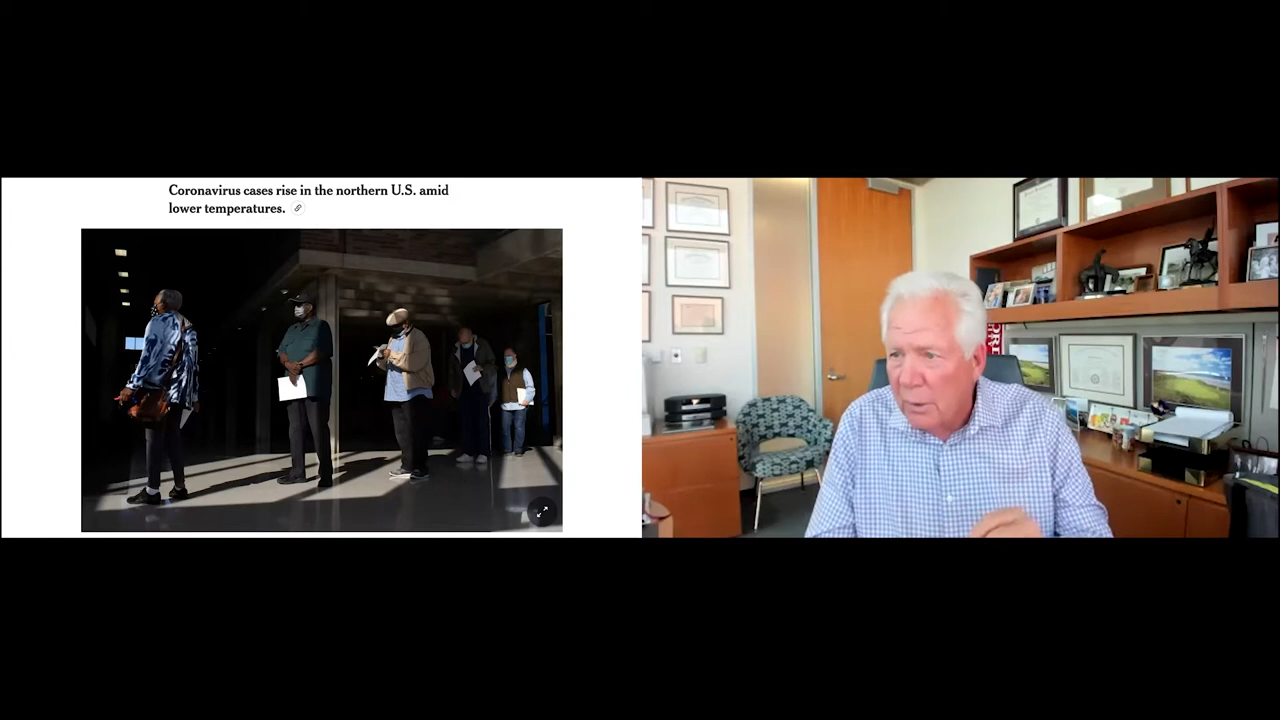 Coronavirus cases rise in the northern U.S. amid
lower temperatures.